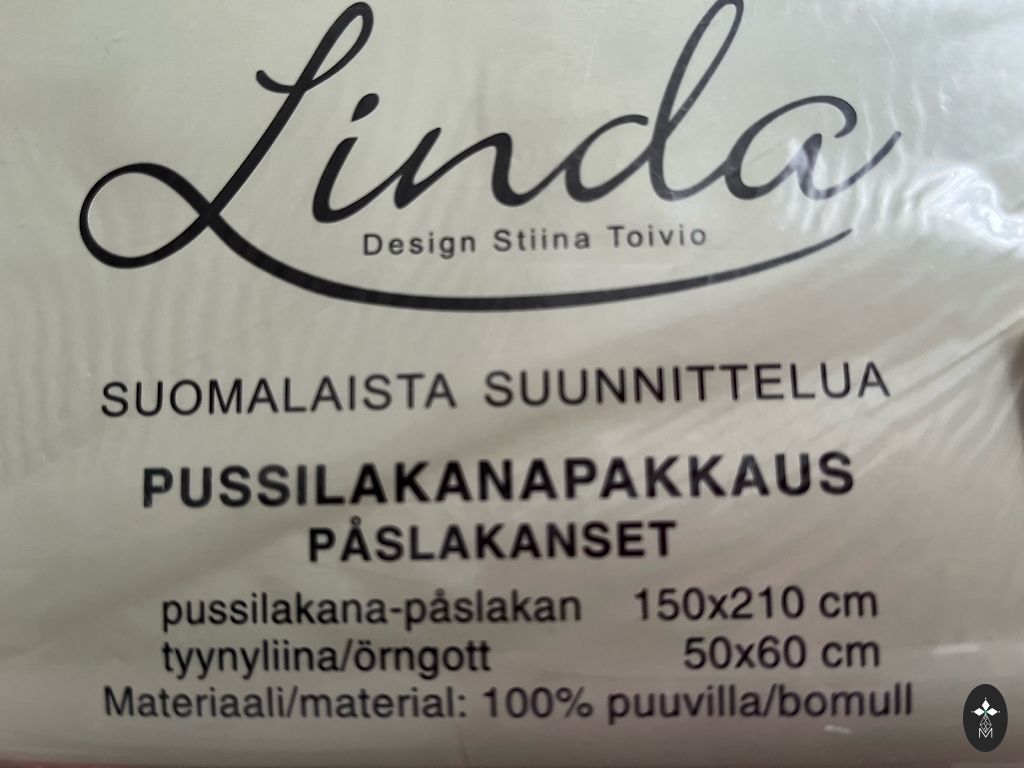 Linda
Design Stiina Toivio
SUOMALAISTA SUUNNITTELUA
PUSSILAKANAPAKKAUS
PÅSLAKANSET
pussilakana-påslakan 150x210 cm
tyynyliina/örngott 50x60 cm
Materiaali/material: 100% puuvilla/bomull
M